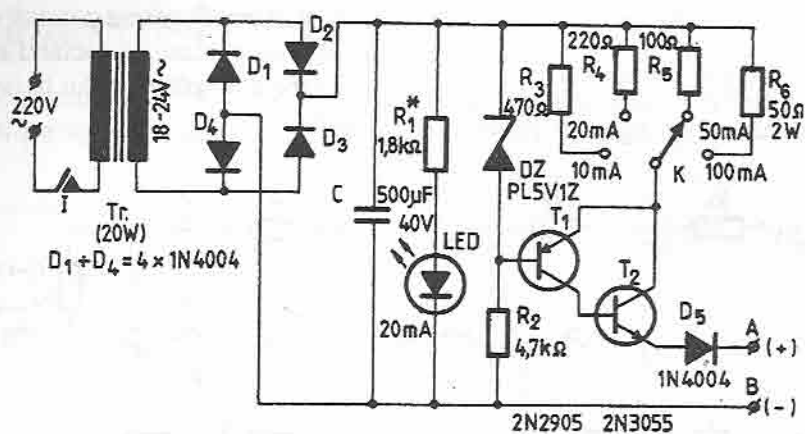 220V
~
I
Tr.
(20W)
18-24V~
D1
D2
D4
D3
D1÷D4=4×1N4004
C
500µF
40V
R1*
1,8kΩ
LED
20mA
DZ
PL5V1Z
R2
4,7kΩ
R3
470Ω
220Ω
R4
100Ω
R5
R6
50Ω
2W
20mA
10mA
50mA
100mA
K
T1
T2
D5
1N4004
A
(+)
B
(-)
2N2905 2N3055